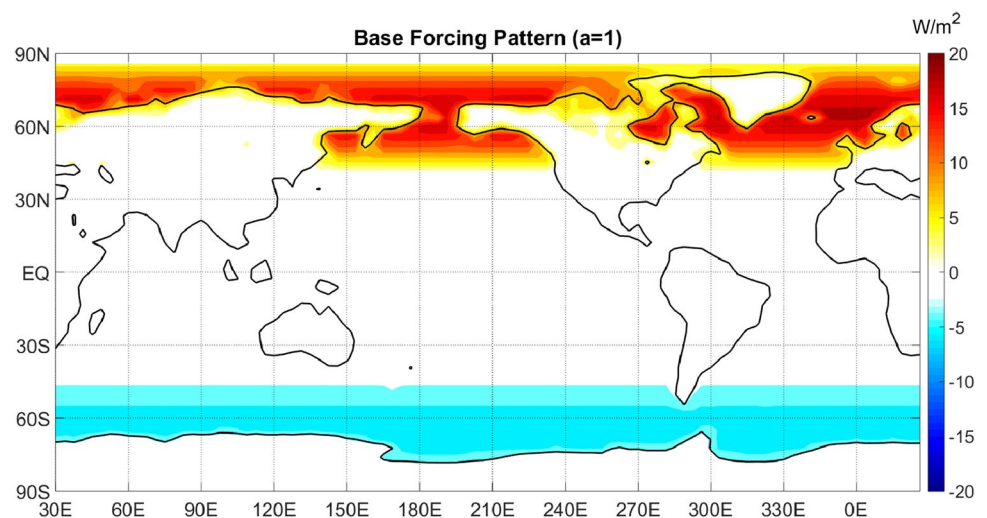 W/m²
Base Forcing Pattern (a=1)
90N
60N
30N
EQ
30S
60S
90S
30E 60E 90E 120E 150E 180E 210E 240E 270E 300E 330E 0E
20
15
10
5
0
-5
-10
-15
-20